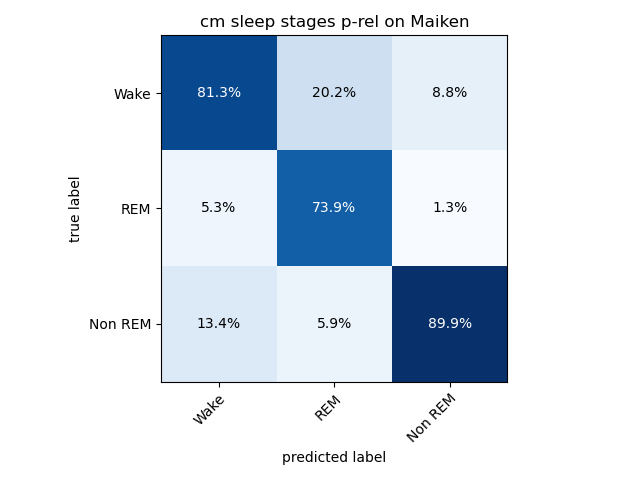 cm sleep stages p-rel on Maiken
Wake 81.3% 20.2% 8.8%
REM 5.3% 73.9% 1.3%
Non REM 13.4% 5.9% 89.9%
true label
Wake REM Non REM
predicted label